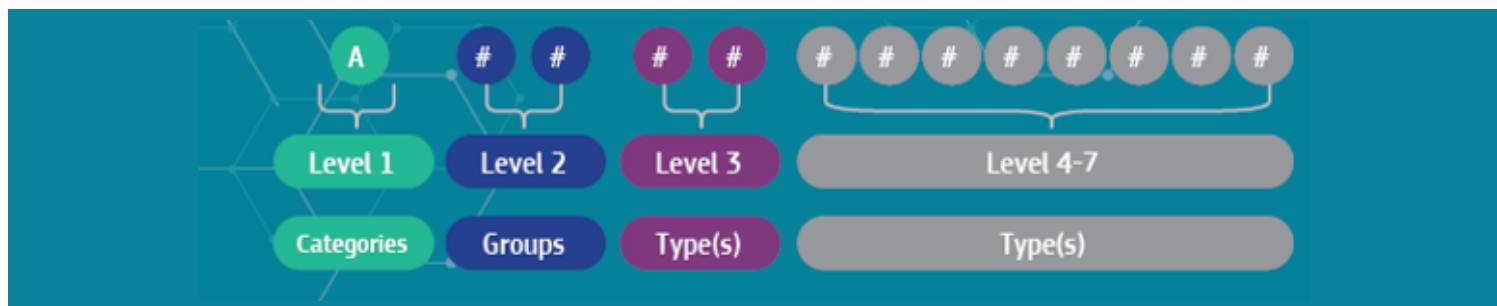 A # # # # # # # # # # # #
Level 1 Level 2 Level 3 Level 4-7
Categories Groups Type(s) Type(s)